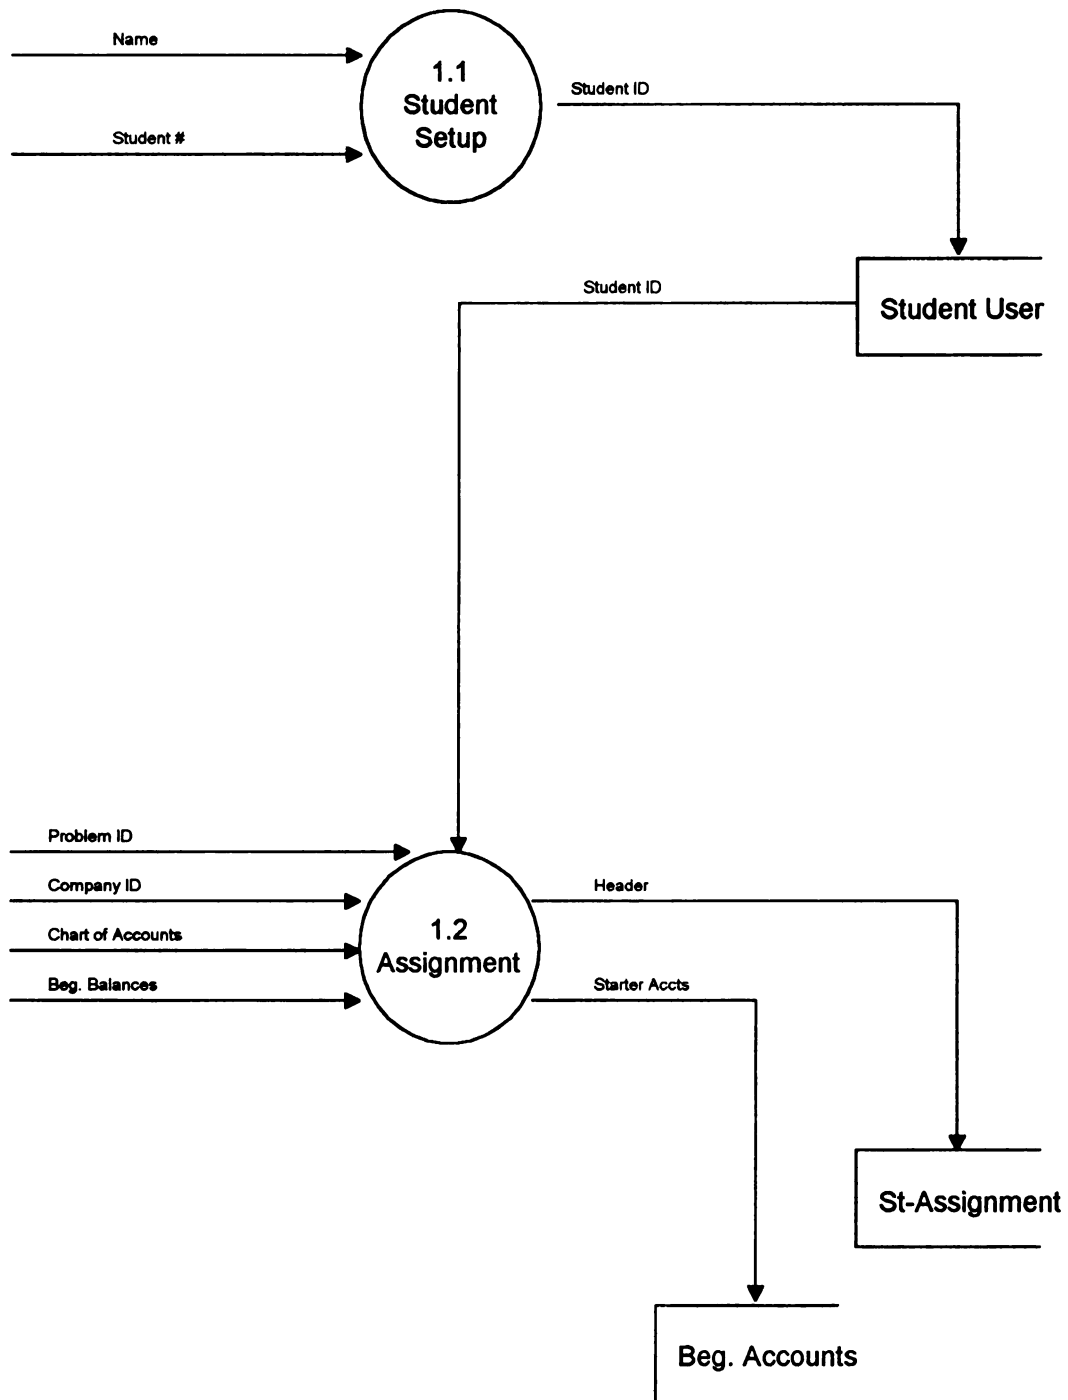 Name
1.1
Student
Setup
Student ID
Student #
Student ID
Student User
Problem ID
Company ID
Header
Chart of Accounts
1.2
Assignment
Beg. Balances
Starter Accts
St-Assignment
Beg. Accounts